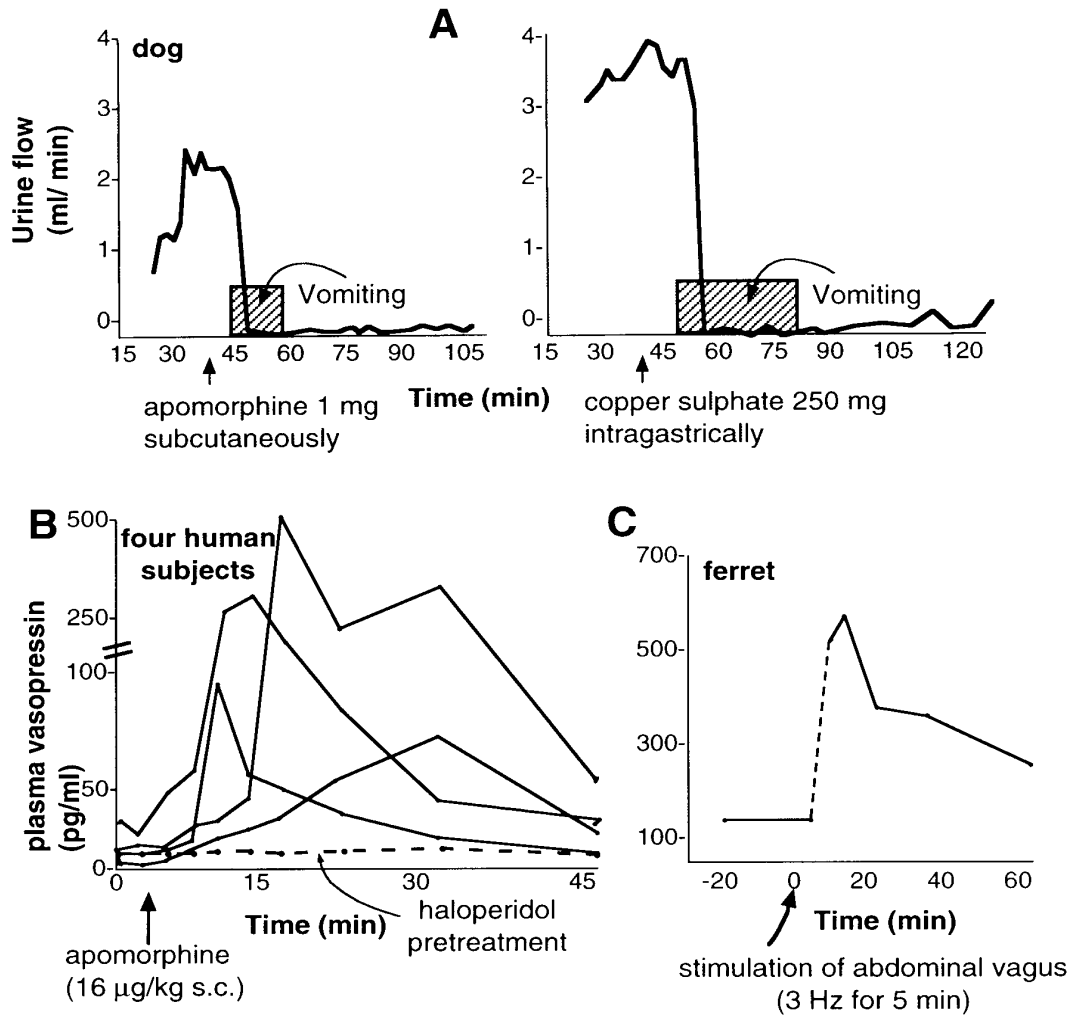 A
dog
Urine flow
(ml/ min)
4-
3-
2-
1-
0-
15 30 45 60 75 90 105
Vomiting
apomorphine 1 mg
subcutaneously
Time (min)
4-
3-
2-
1-
0-
15 30 45 60 75 90 105 120
Vomiting
copper sulphate 250 mg
intragastrically
B
four human
subjects
plasma vasopressin
(pg/ml)
500-
250-
100-
50-
0-
0 15 30 45
Time (min)
haloperidol
pretreatment
apomorphine
(16 µg/kg s.c.)
C
ferret
700-
500-
300-
100-
-20 0 20 40 60
Time (min)
stimulation of abdominal vagus
(3 Hz for 5 min)